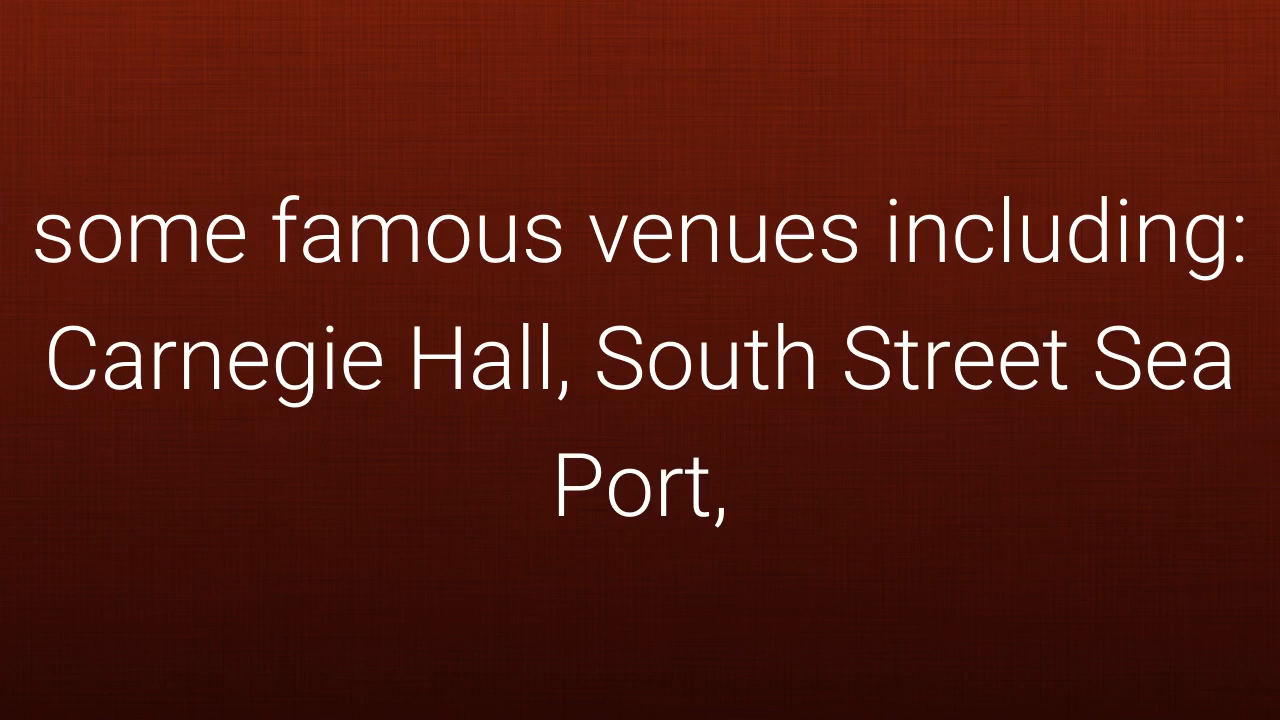 some famous venues including:
Carnegie Hall, South Street Sea
Port,